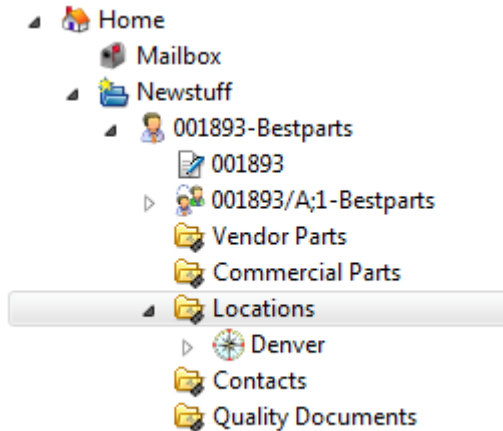 Home
Mailbox
Newstuff
001893-Bestparts
001893
001893/A;1-Bestparts
Vendor Parts
Commercial Parts
Locations
Denver
Contacts
Quality Documents